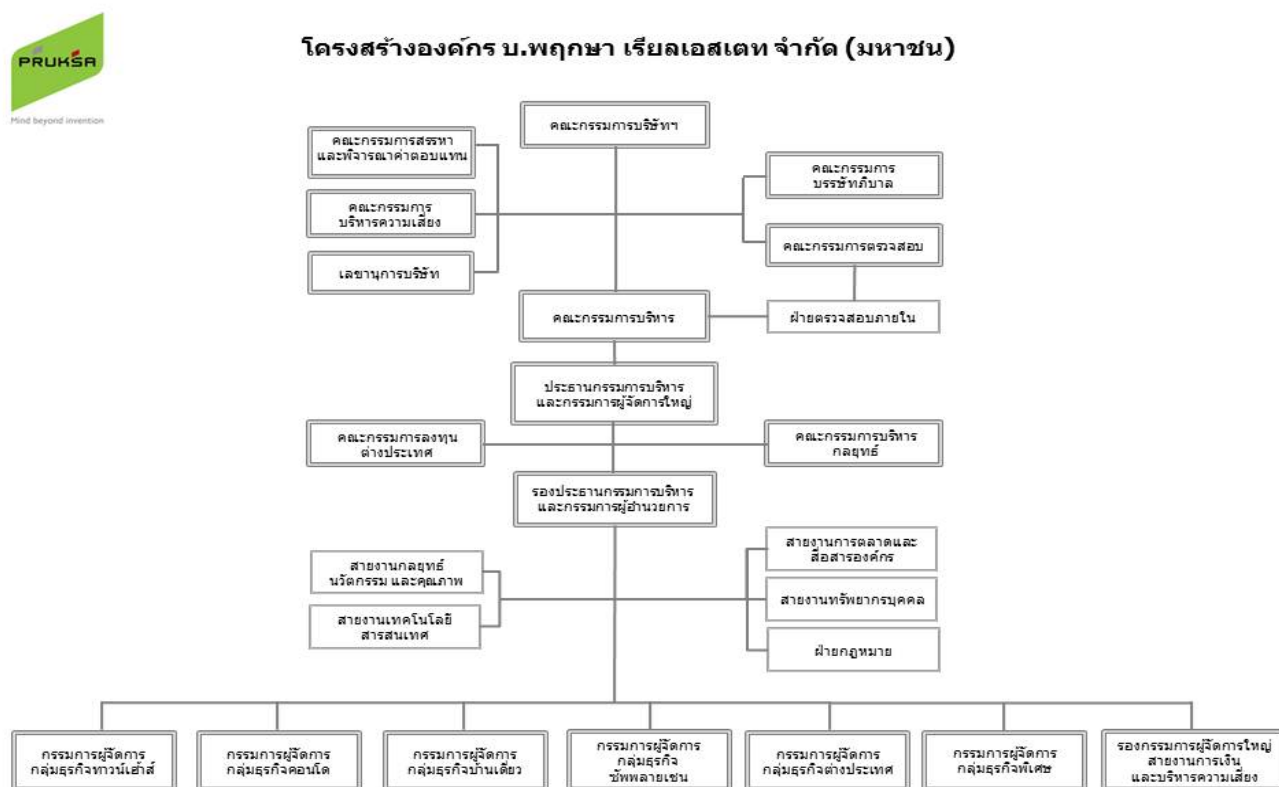 PRUKSA
Mind beyond invention
โครงสร้างองค์กร บ.พฤกษา เรียลเอสเตท จำกัด (มหาชน)
คณะกรรมการบริษัทฯ
คณะกรรมการสรรหา
และพิจารณาค่าตอบแทน
คณะกรรมการ
บรรษัทภิบาล
คณะกรรมการ
บริหารความเสี่ยง
คณะกรรมการตรวจสอบ
เลขานุการบริษัท
คณะกรรมการบริหาร
ฝ่ายตรวจสอบภายใน
ประธานกรรมการบริหาร
และกรรมการผู้จัดการใหญ่
คณะกรรมการลงทุน
ต่างประเทศ
คณะกรรมการบริหาร
กลยุทธ์
รองประธานกรรมการบริหาร
และกรรมการผู้อำนวยการ
สายงานการตลาดและ
สื่อสารองค์กร
สายงานกลยุทธ์
นวัตกรรม และคุณภาพ
สายงานทรัพยากรบุคคล
สายงานเทคโนโลยี
สารสนเทศ
ฝ่ายกฎหมาย
กรรมการผู้จัดการ
กลุ่มธุรกิจทาวน์เฮ้าส์
กรรมการผู้จัดการ
กลุ่มธุรกิจคอนโด
กรรมการผู้จัดการ
กลุ่มธุรกิจบ้านเดี่ยว
กรรมการผู้จัดการ
กลุ่มธุรกิจ
ซัพพลายเชน
กรรมการผู้จัดการ
กลุ่มธุรกิจต่างประเทศ
กรรมการผู้จัดการ
กลุ่มธุรกิจพิเศษ
รองกรรมการผู้จัดการใหญ่
สายงานการเงิน
และบริหารความเสี่ยง